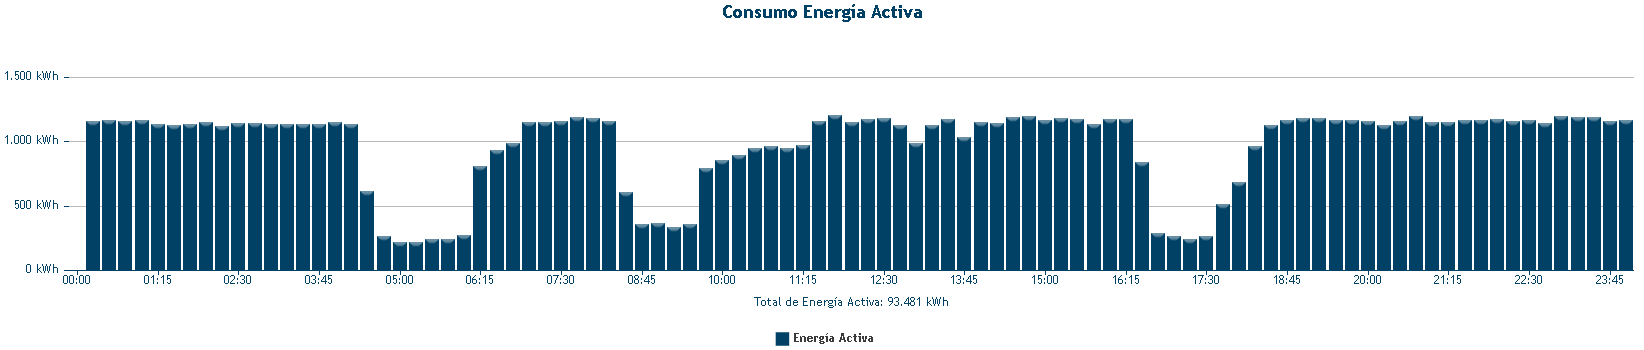 Consumo Energía Activa
1.500 kWh
1.000 kWh
500 kWh
0 kWh
00:00 01:15 02:30 03:45 05:00 06:15 07:30 08:45 10:00 11:15 12:30 13:45 15:00 16:15 17:30 18:45 20:00 21:15 22:30 23:45
Total de Energía Activa: 93.481 kWh
Energía Activa